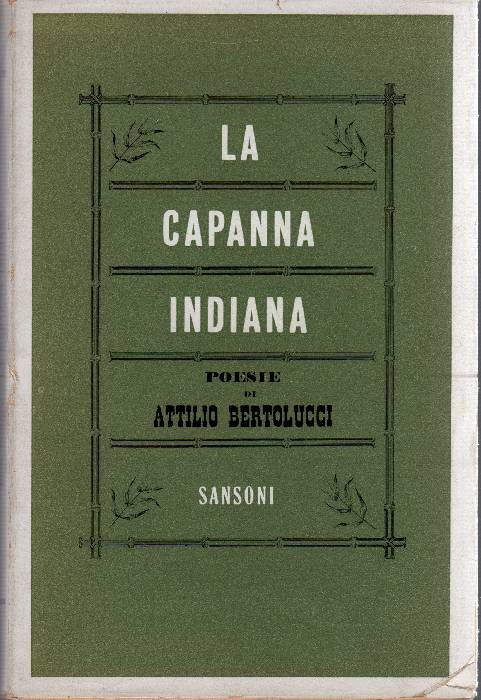 LA
CAPANNA
INDIANA
POESIE
DI
ATTILIO BERTOLUCCI
SANSONI